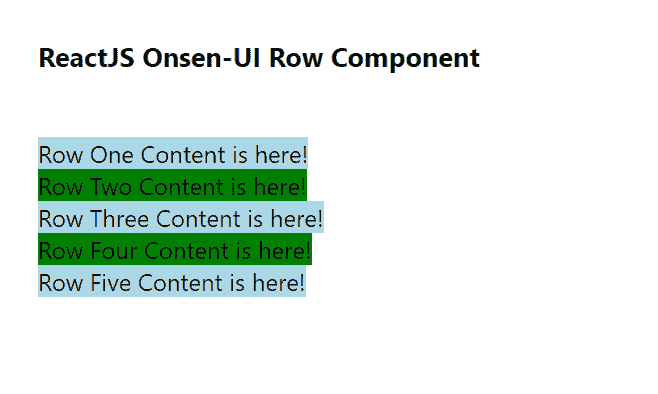 ReactJS Onsen-UI Row Component
Row One Content is here!
Row Two Content is here!
Row Three Content is here!
Row Four Content is here!
Row Five Content is here!